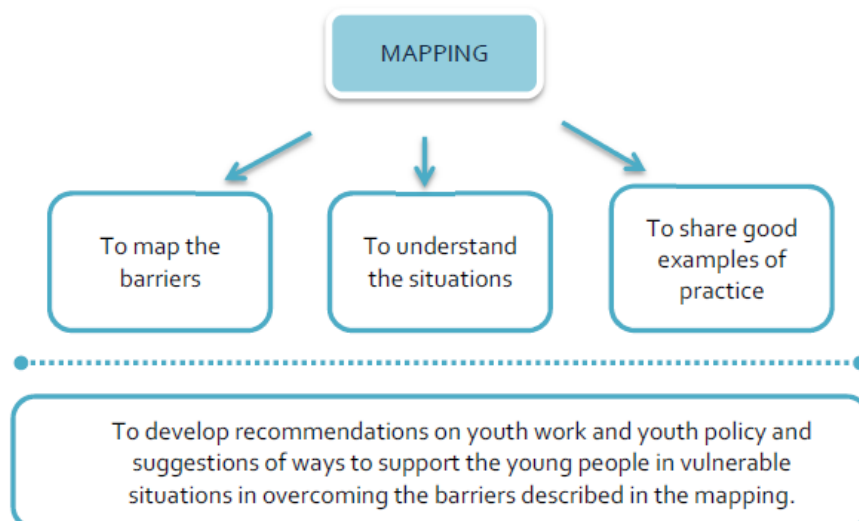 MAPPING
To map the
barriers
To understand
the situations
To share good
examples of
practice
To develop recommendations on youth work and youth policy and
suggestions of ways to support the young people in vulnerable
situations in overcoming the barriers described in the mapping.